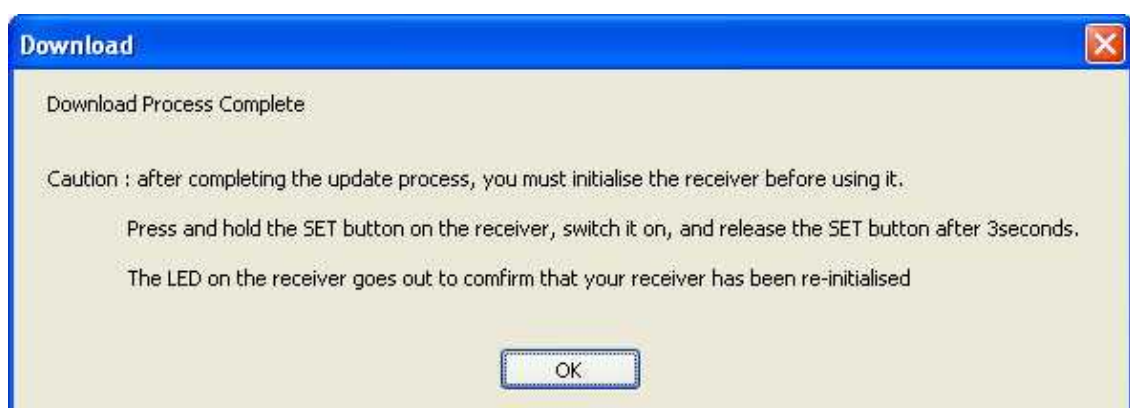 Download
Download Process Complete
Caution : after completing the update process, you must initialise the receiver before using it.
Press and hold the SET button on the receiver, switch it on, and release the SET button after 3seconds.
The LED on the receiver goes out to comfirm that your receiver has been re-initialised
OK